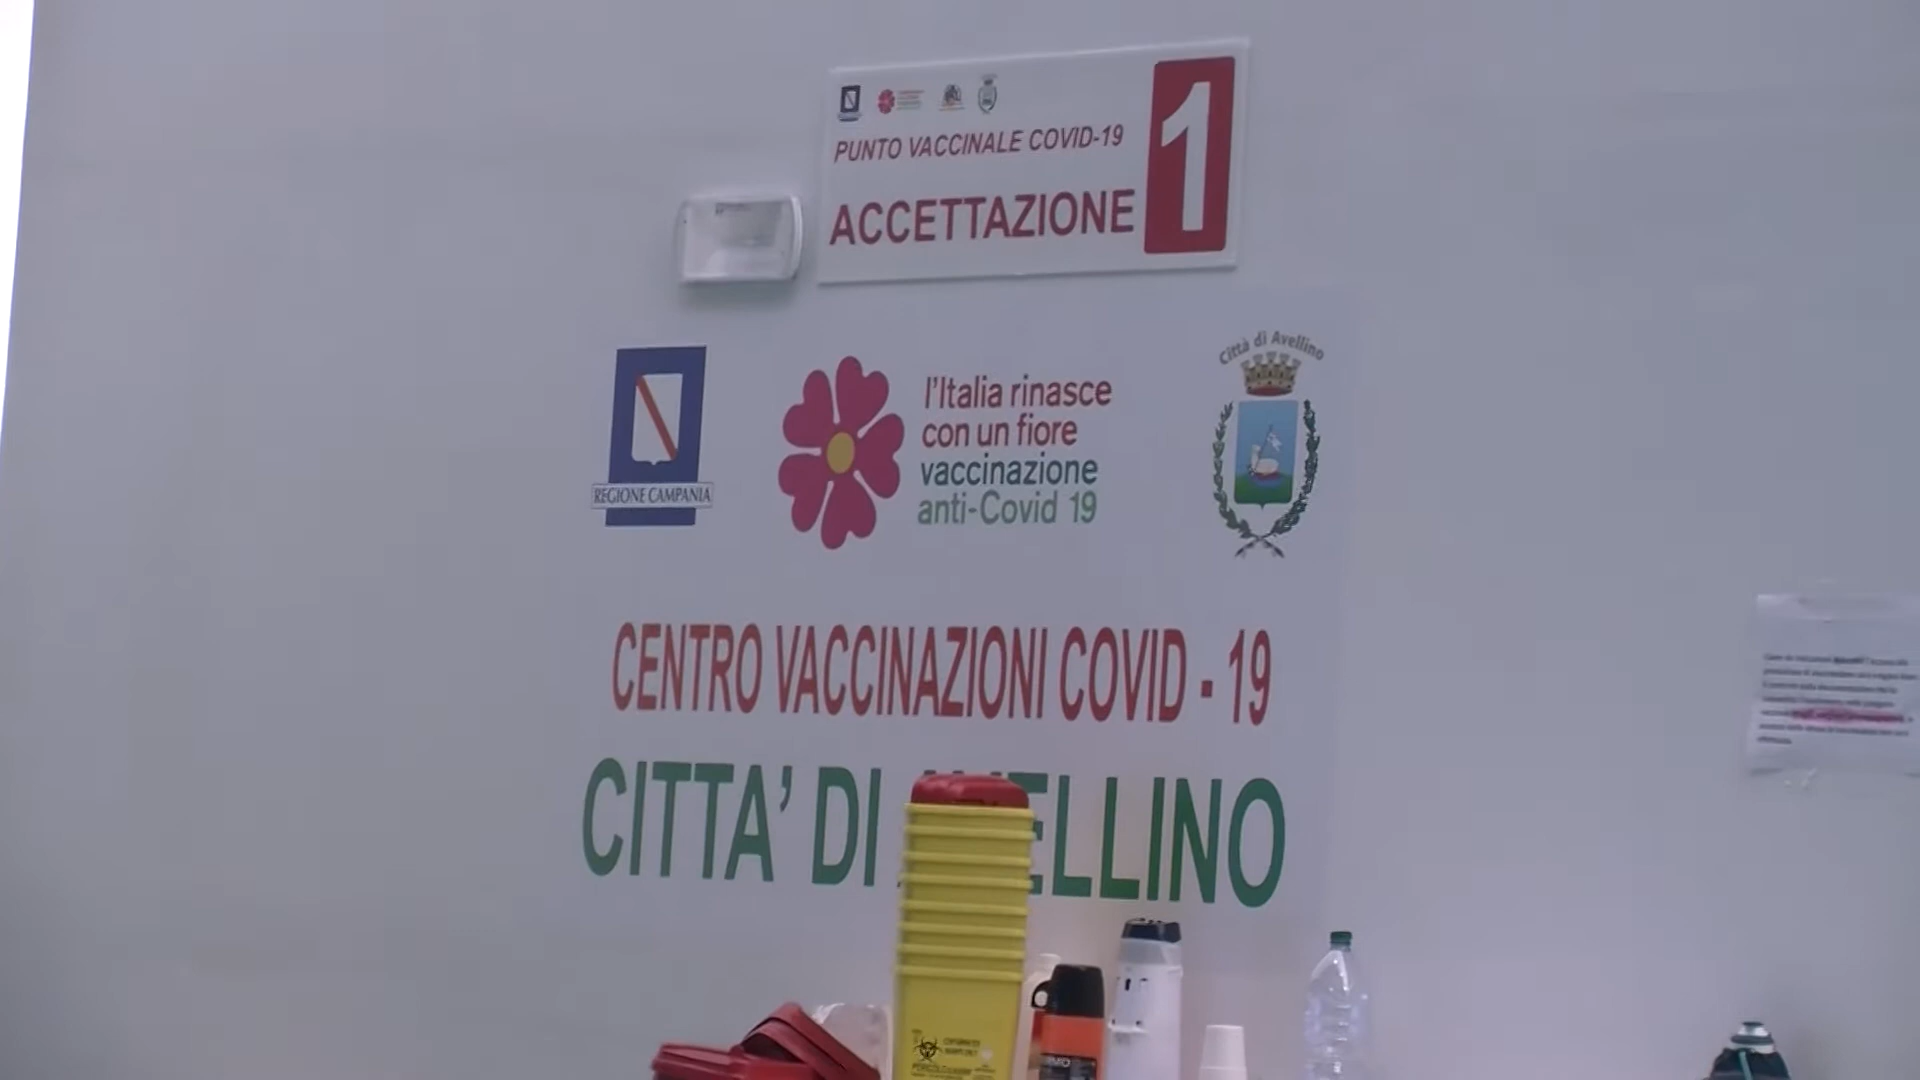 PUNTO VACCINALE COVID-19
ACCETTAZIONE
1
REGIONE CAMPANIA
l'Italia rinasce
con un fiore
vaccinazione
anti-Covid 19
Città di Avellino
CENTRO VACCINAZIONI COVID - 19
CITTA' DI AVELLINO